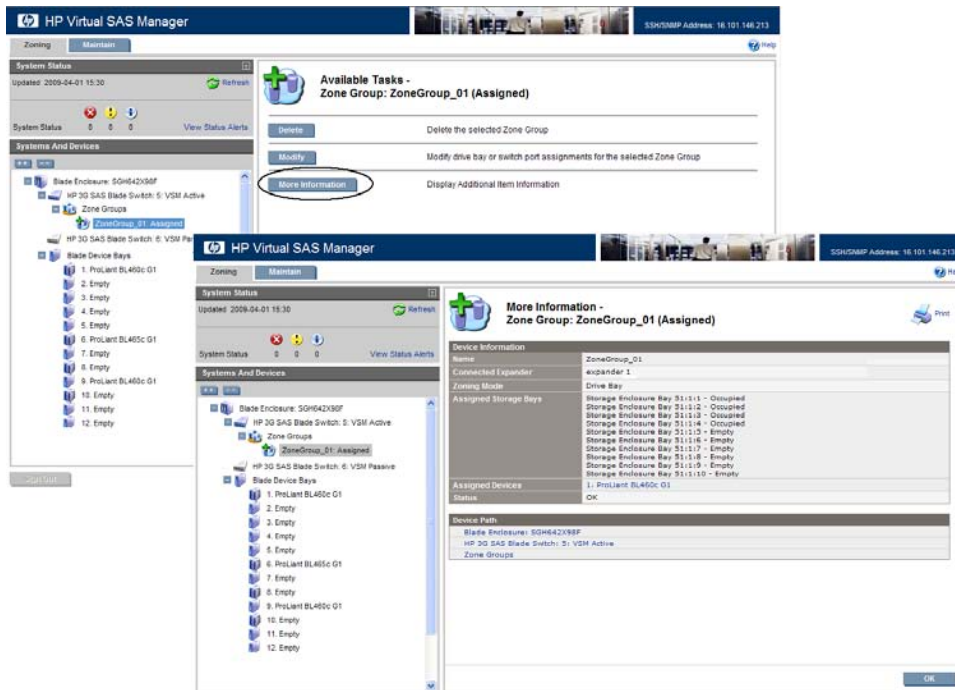 HP Virtual SAS Manager
SSH/SNMP Address: 16.101.146.213
Zoning Maintain
Help
System Status
Updated 2009-04-01 15:30 Refresh
System Status 0 0 0 View Status Alerts
Systems And Devices
Blade Enclosure: SGH642X98F
HP 3G SAS Blade Switch: 5: VSM Active
Zone Groups
ZoneGroup_01: Assigned
HP 3G SAS Blade Switch: 6: VSM Pas
Blade Device Bays
1. ProLiant BL460c G1
2. Empty
3. Empty
4. Empty
5. Empty
6. ProLiant BL465c G1
7. Empty
8. Empty
9. ProLiant BL460c G1
10. Empty
11. Empty
12. Empty
Sign Out
Available Tasks -
Zone Group: ZoneGroup_01 (Assigned)
Delete Delete the selected Zone Group
Modify Modify drive bay or switch port assignments for the selected Zone Group
More Information Display Additional Item Information
HP Virtual SAS Manager
SSH/SNMP Address: 16.101.146.213
Zoning Maintain
He
System Status
Updated 2009-04-01 15:30 Refresh
System Status 0 0 0 View Status Alerts
Systems And Devices
Blade Enclosure: SGH642X98F
HP 3G SAS Blade Switch: 5: VSM Active
Zone Groups
ZoneGroup_01: Assigned
HP 3G SAS Blade Switch: 6: VSM Passive
Blade Device Bays
1. ProLiant BL460c G1
2. Empty
3. Empty
4. Empty
5. Empty
6. ProLiant BL465c G1
7. Empty
8. Empty
9. ProLiant BL460c G1
10. Empty
11. Empty
12. Empty
More Information -
Zone Group: ZoneGroup_01 (Assigned)
Print
Device Information
Name ZoneGroup_01
Connected Expander expander 1
Zoning Mode Drive Bay
Assigned Storage Bays Storage Enclosure Bay 51:1:1 - Occupied
Storage Enclosure Bay 51:1:2 - Occupied
Storage Enclosure Bay 51:1:3 - Occupied
Storage Enclosure Bay 51:1:4 - Occupied
Storage Enclosure Bay 51:1:5 - Empty
Storage Enclosure Bay 51:1:6 - Empty
Storage Enclosure Bay 51:1:7 - Empty
Storage Enclosure Bay 51:1:8 - Empty
Storage Enclosure Bay 51:1:9 - Empty
Storage Enclosure Bay 51:1:10 - Empty
Assigned Devices 1: ProLiant BL460c G1
Status OK
Device Path
Blade Enclosure: SGH642X98F
HP 3G SAS Blade Switch: 5: VSM Active
Zone Groups
OK